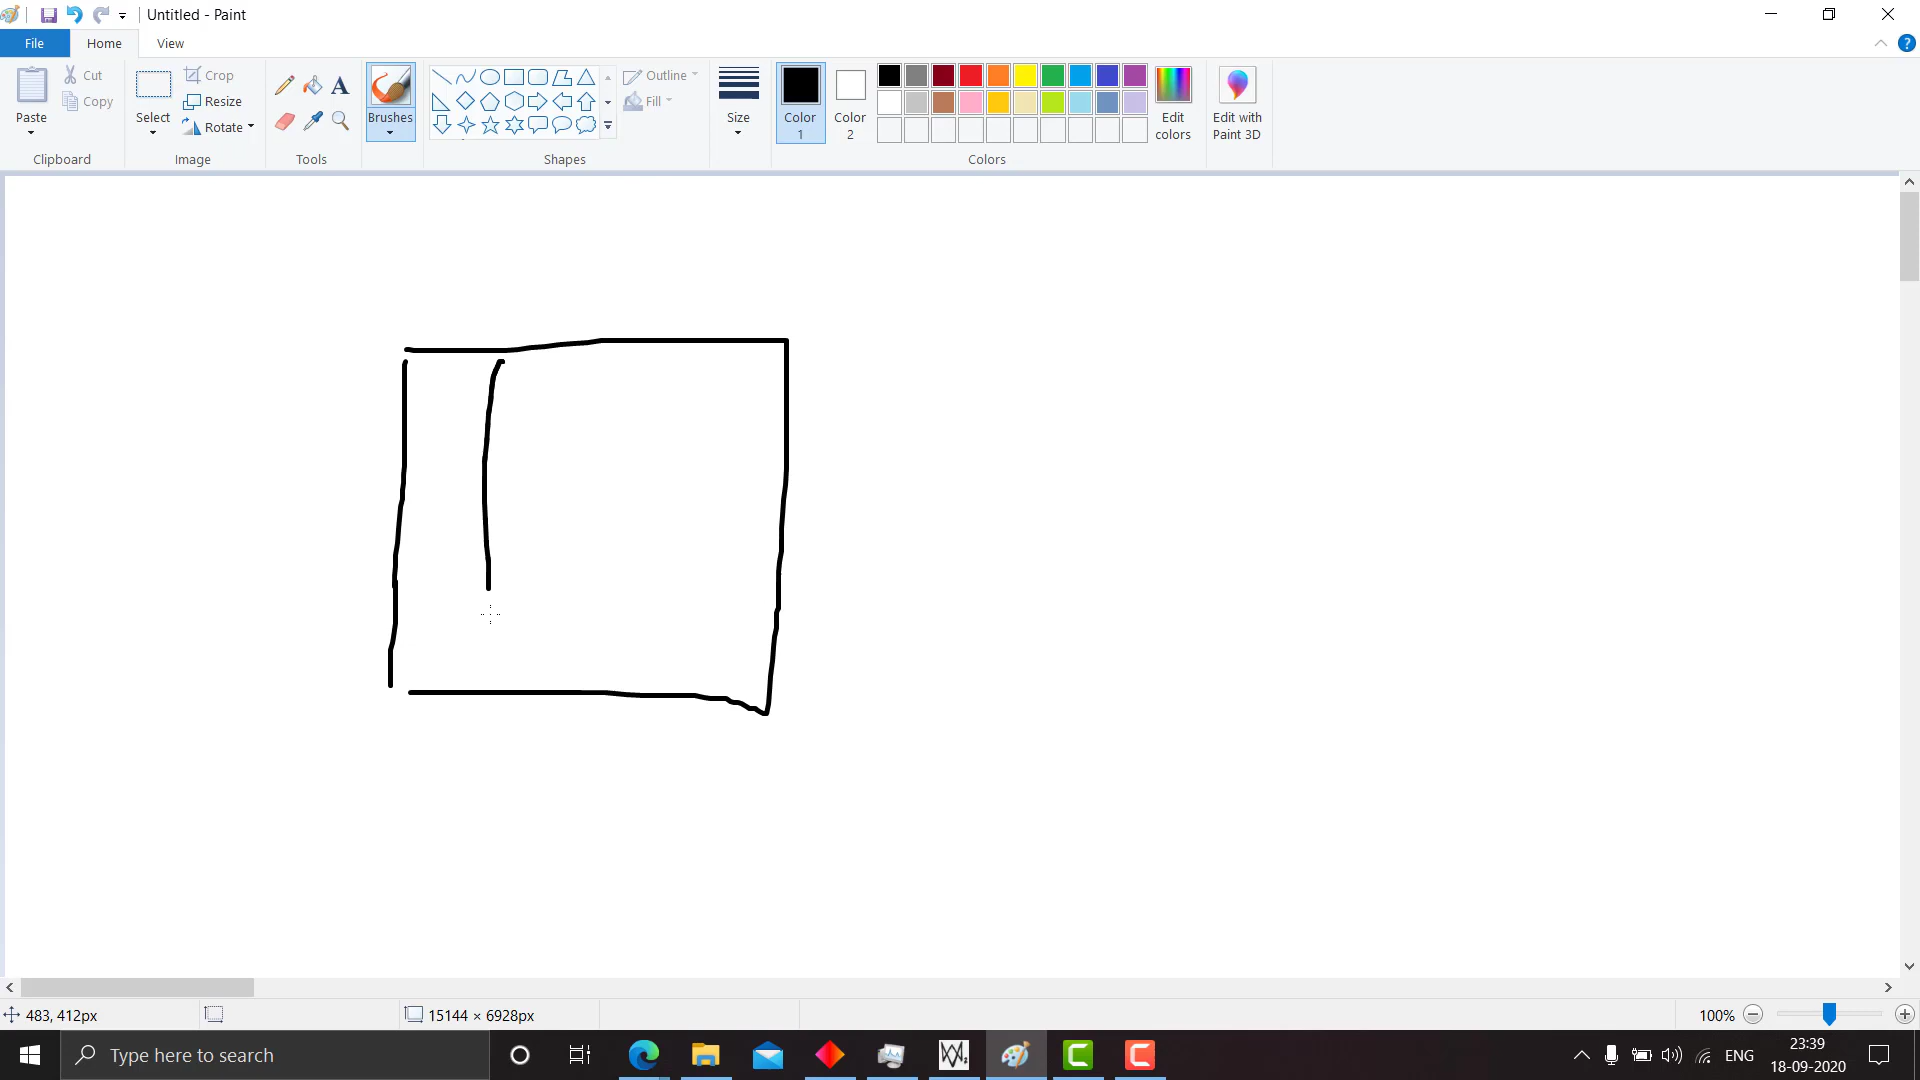 Untitled - Paint
File Home View
Paste
Cut
Copy
Clipboard
Select
Crop
Resize
Rotate
Image
Tools
Brushes
Outline
Fill
Shapes
Size
Color 1
Color 2
Edit colors
Colors
Edit with Paint 3D
483, 412px
15144 × 6928px
100%
Type here to search
ENG
23:39
18-09-2020